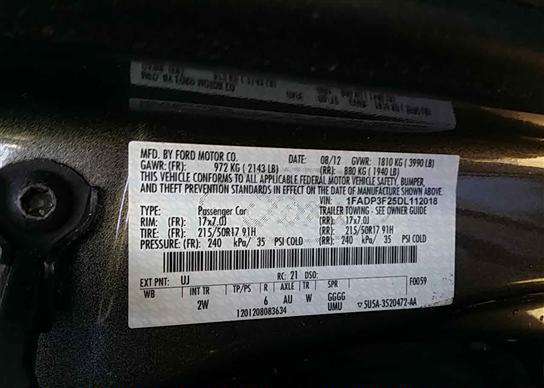 MFD. BY FORD MOTOR CO. DATE: 08/12 GVWR: 1810 KG ( 3990 LB)
GAWR: (FR): 972 KG ( 2143 LB) (RR): 880 KG ( 1940 LB)
THIS VEHICLE CONFORMS TO ALL APPLICABLE FEDERAL MOTOR VEHICLE SAFETY, BUMPER,
AND THEFT PREVENTION STANDARDS IN EFFECT ON THE DATE OF MANUFACTURE SHOWN ABOVE.
VIN: 1FADP3F25DL112018
TYPE: Passenger Car TRAILER TOWING - SEE OWNER GUIDE
RIM: (FR): 17x7.0J (RR): 17x7.0J
TIRE: (FR): 215/50R17 91H (RR): 215/50R17 91H
PRESSURE: (FR): 240 kPa/ 35 PSI COLD (RR): 240 kPa/ 35 PSI COLD
EXT PNT: UJ RC: 21 DSO: F0059
WB INT TR TP/PS R AXLE TR SPR
2W 6 AU W GGGG
UMU
1201208083634 5U5A-3520472-AA